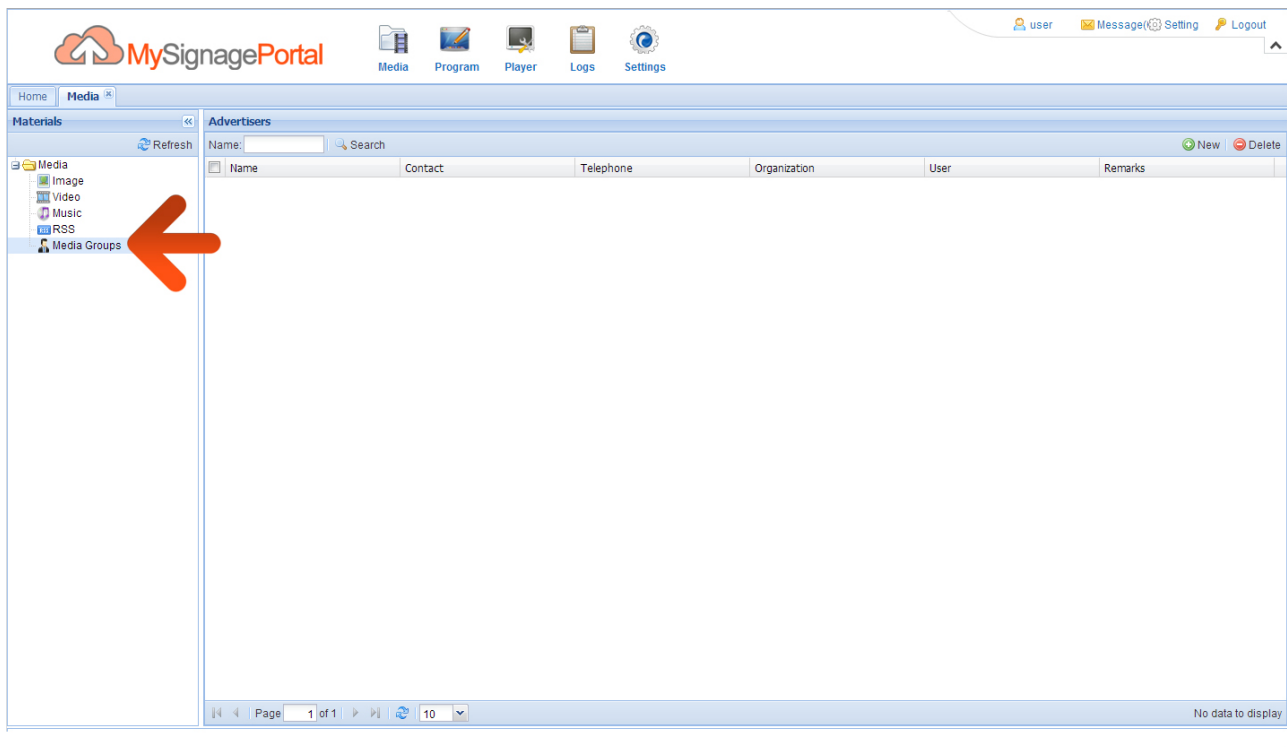 MySignagePortal
Media Program Player Logs Settings
user Message( Setting Logout
Home Media
Materials
Refresh
Media
Image
Video
Music
RSS
Media Groups
Advertisers
Name: Search New Delete
Name Contact Telephone Organization User Remarks
Page 1 of 1 10 No data to display